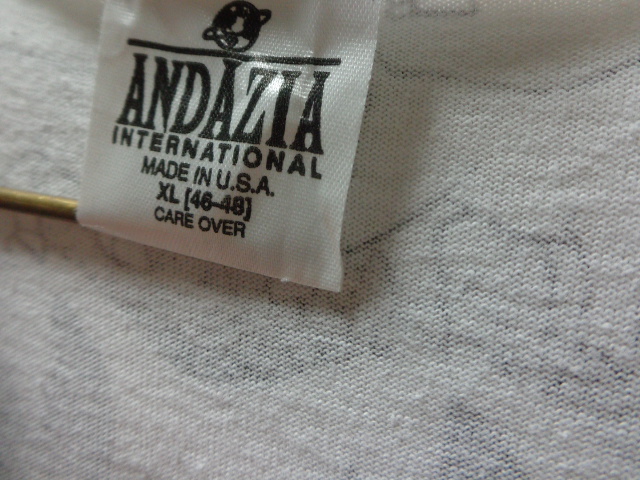 ANDAZIA
INTERNATIONAL
MADE IN U.S.A.
XL [46-48]
CARE OVER